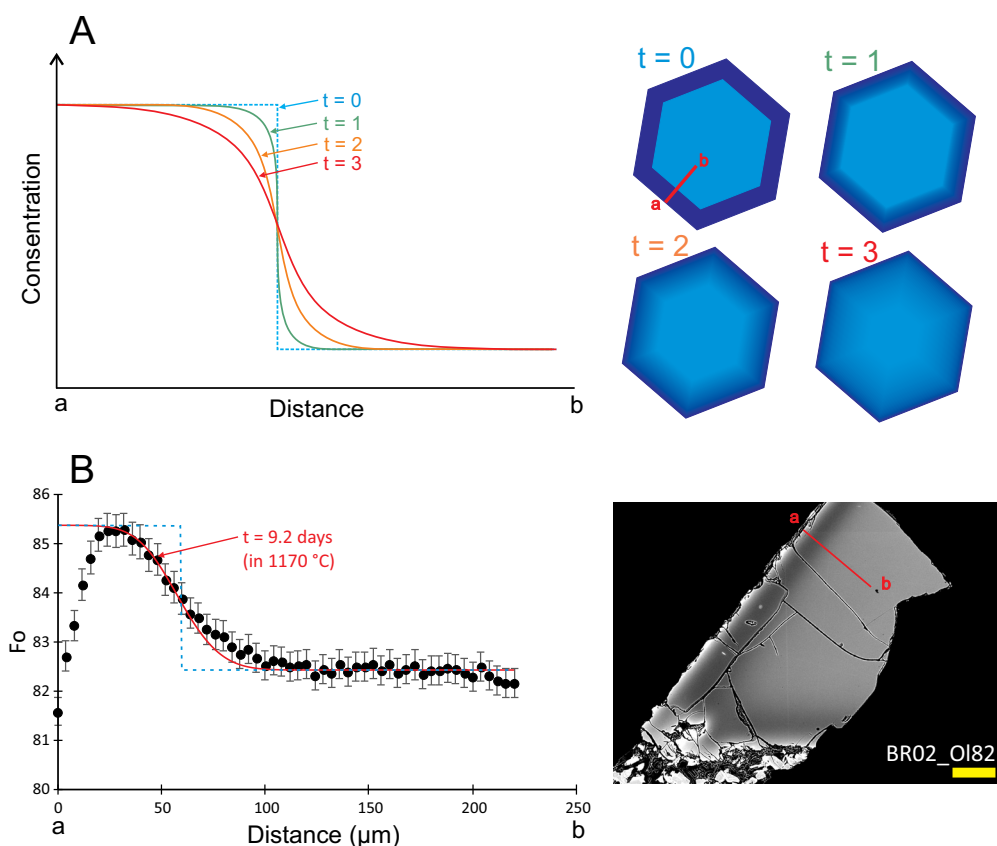 A
t = 0
t = 1
t = 0
t = 1
t = 2
t = 3
b
a
Consentration
t = 2
t = 3
a
Distance
b
B
86
85
84
83
82
81
80
Fo
t = 9.2 days
(in 1170 °C)
0
50
100
150
200
250
a
Distance (µm)
b
a
b
BR02_Ol82